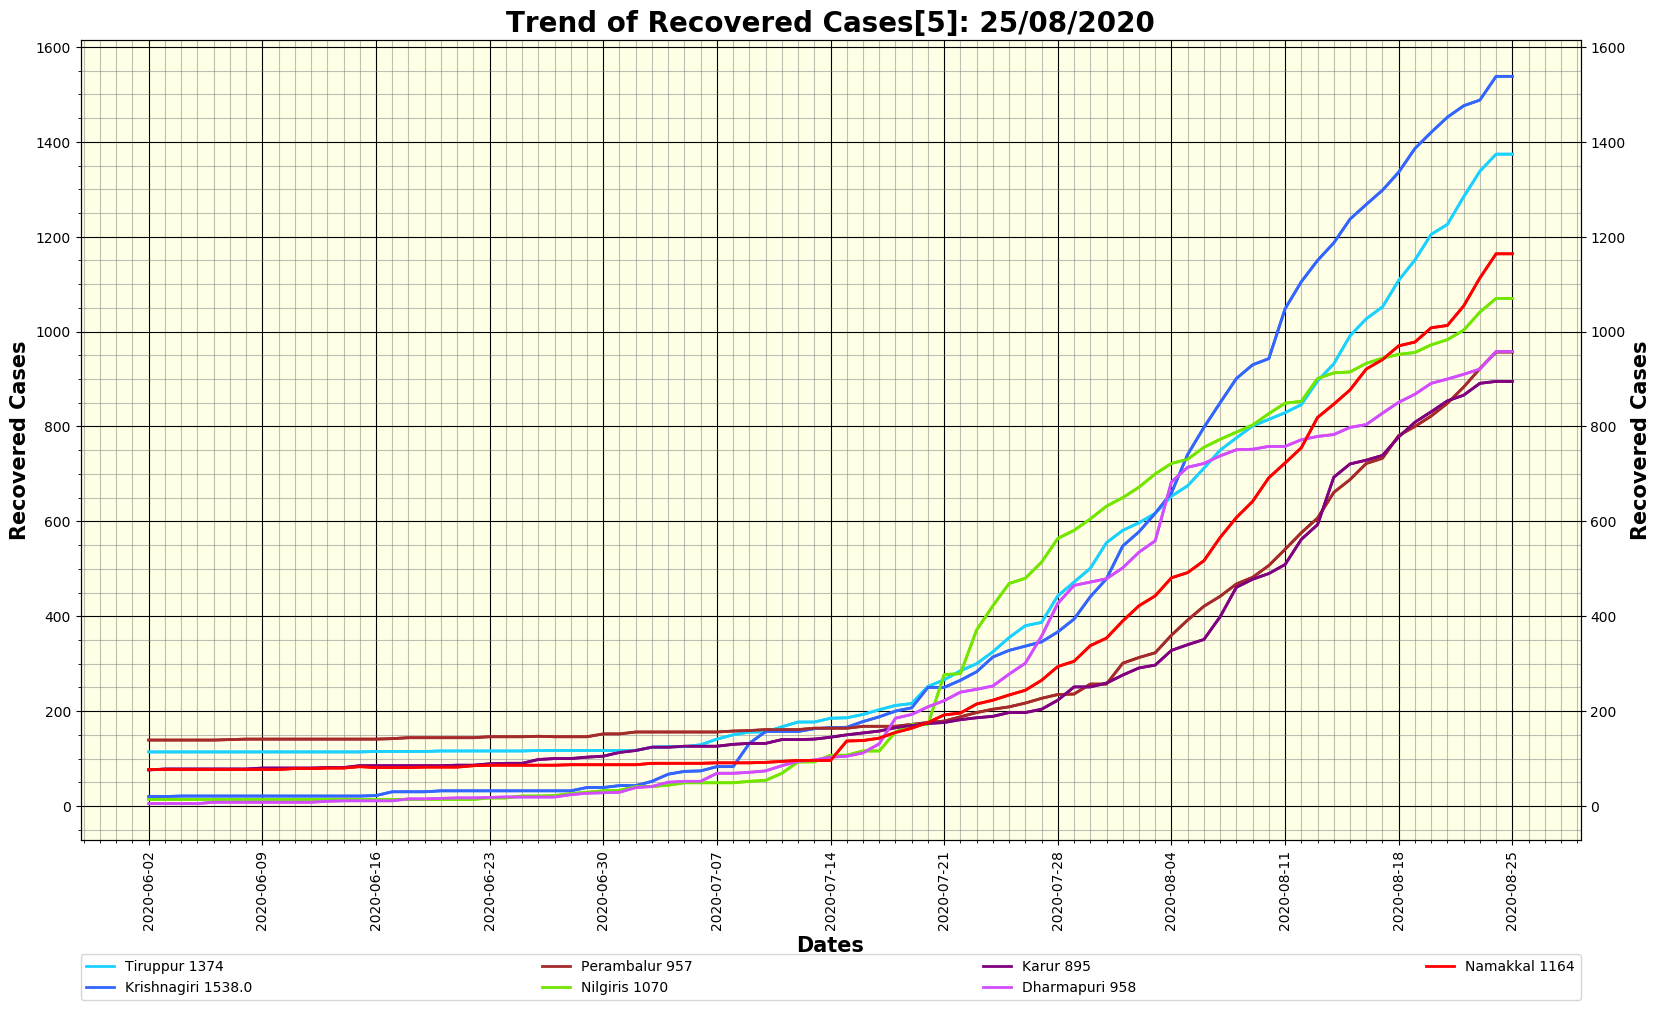 Trend of Recovered Cases[5]: 25/08/2020
1600
1400
1200
1000
800
600
400
200
0
Recovered Cases
1600
1400
1200
1000
800
600
400
200
0
Recovered Cases
2020-06-02
2020-06-09
2020-06-16
2020-06-23
2020-06-30
2020-07-07
2020-07-14
2020-07-21
2020-07-28
2020-08-04
2020-08-11
2020-08-18
2020-08-25
Dates
Tiruppur 1374
Krishnagiri 1538.0
Perambalur 957
Nilgiris 1070
Karur 895
Dharmapuri 958
Namakkal 1164